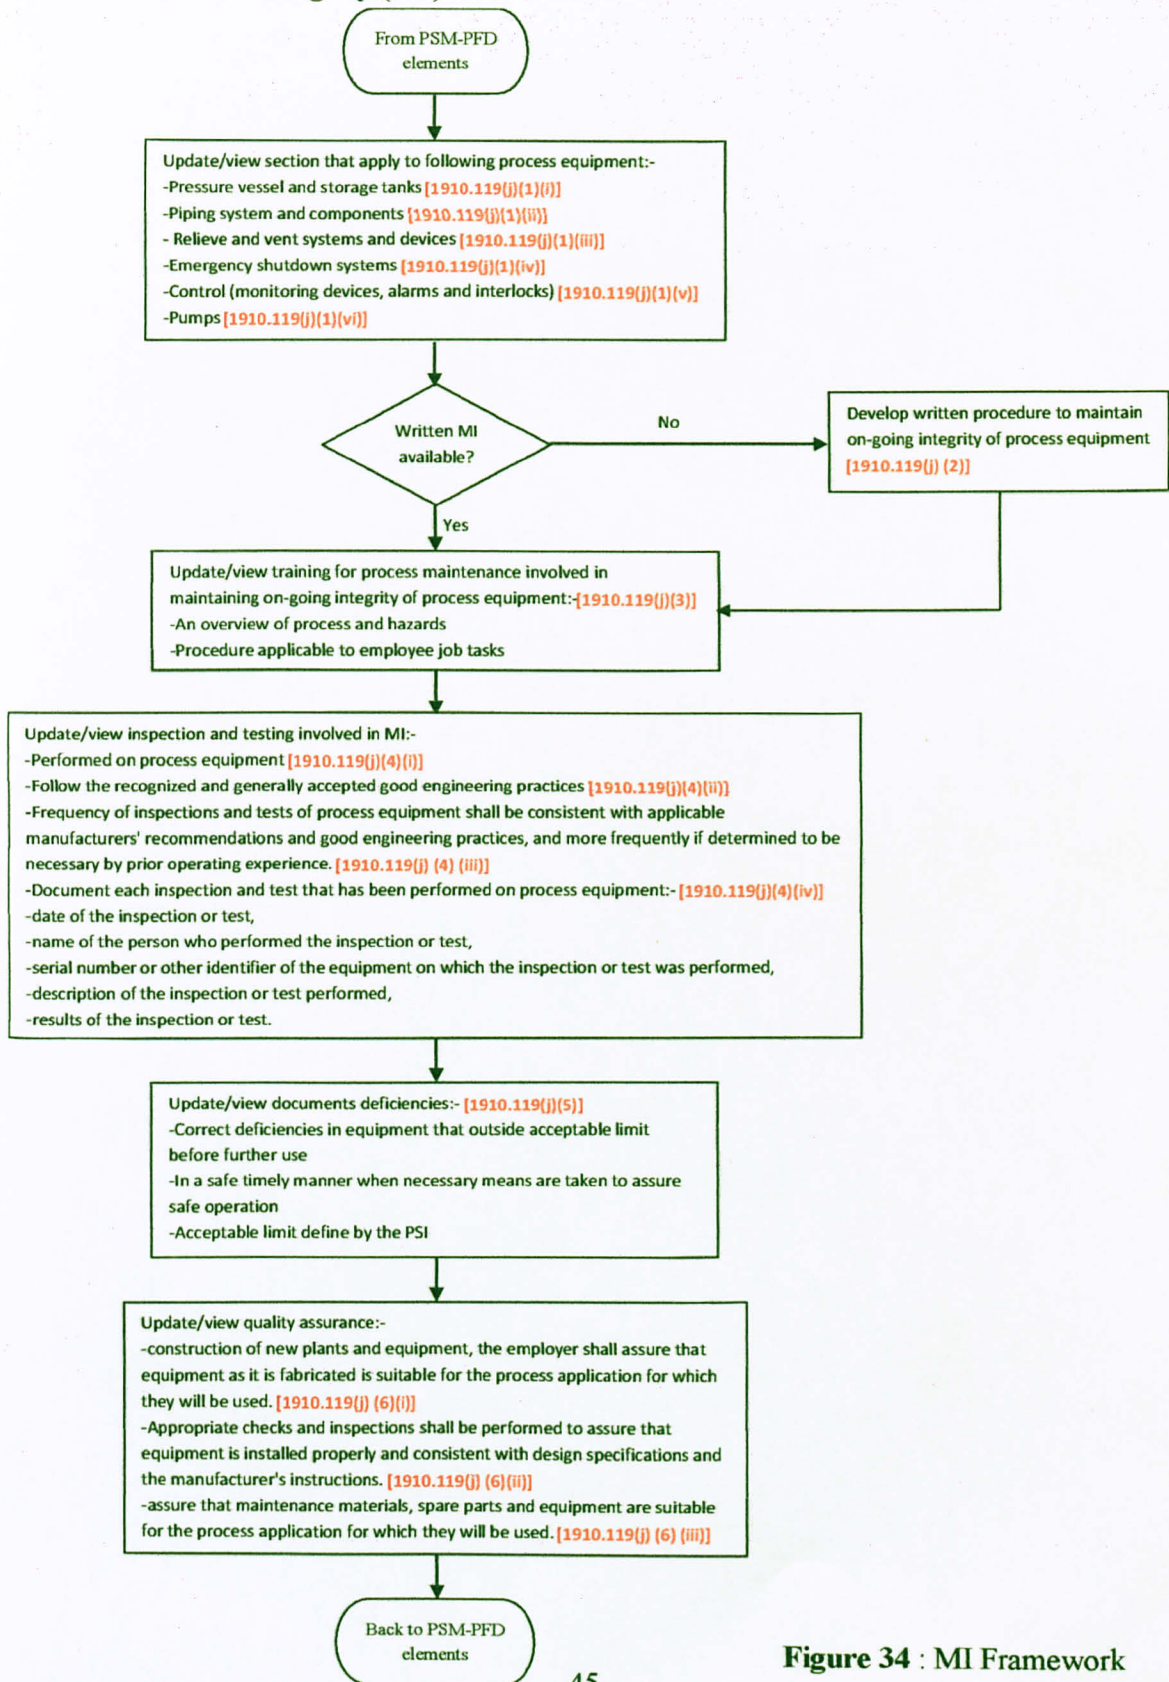 From PSM-PFD
elements
Update/view section that apply to following process equipment:-
-Pressure vessel and storage tanks [1910.119(j)(1)(i)]
-Piping system and components [1910.119(j)(1)(ii)]
- Relieve and vent systems and devices [1910.119(j)(1)(iii)]
-Emergency shutdown systems [1910.119(j)(1)(iv)]
-Control (monitoring devices, alarms and interlocks) [1910.119(j)(1)(v)]
-Pumps [1910.119(j)(1)(vi)]
Written MI
available?
No
Develop written procedure to maintain
on-going integrity of process equipment
[1910.119(j) (2)]
Yes
Update/view training for process maintenance involved in
maintaining on-going integrity of process equipment:-[1910.119(j)(3)]
-An overview of process and hazards
-Procedure applicable to employee job tasks
Update/view inspection and testing involved in MI:-
-Performed on process equipment [1910.119(j)(4)(i)]
-Follow the recognized and generally accepted good engineering practices [1910.119(j)(4)(ii)]
-Frequency of inspections and tests of process equipment shall be consistent with applicable
manufacturers' recommendations and good engineering practices, and more frequently if determined to be
necessary by prior operating experience. [1910.119(j) (4) (iii)]
-Document each inspection and test that has been performed on process equipment:- [1910.119(j)(4)(iv)]
-date of the inspection or test,
-name of the person who performed the inspection or test,
-serial number or other identifier of the equipment on which the inspection or test was performed,
-description of the inspection or test performed,
-results of the inspection or test.
Update/view documents deficiencies:- [1910.119(j)(5)]
-Correct deficiencies in equipment that outside acceptable limit
before further use
-In a safe timely manner when necessary means are taken to assure
safe operation
-Acceptable limit define by the PSI
Update/view quality assurance:-
-construction of new plants and equipment, the employer shall assure that
equipment as it is fabricated is suitable for the process application for which
they will be used. [1910.119(j) (6)(i)]
-Appropriate checks and inspections shall be performed to assure that
equipment is installed properly and consistent with design specifications and
the manufacturer's instructions. [1910.119(j) (6)(ii)]
-assure that maintenance materials, spare parts and equipment are suitable
for the process application for which they will be used. [1910.119(j) (6) (iii)]
Back to PSM-PFD
elements
Figure 34 : MI Framework